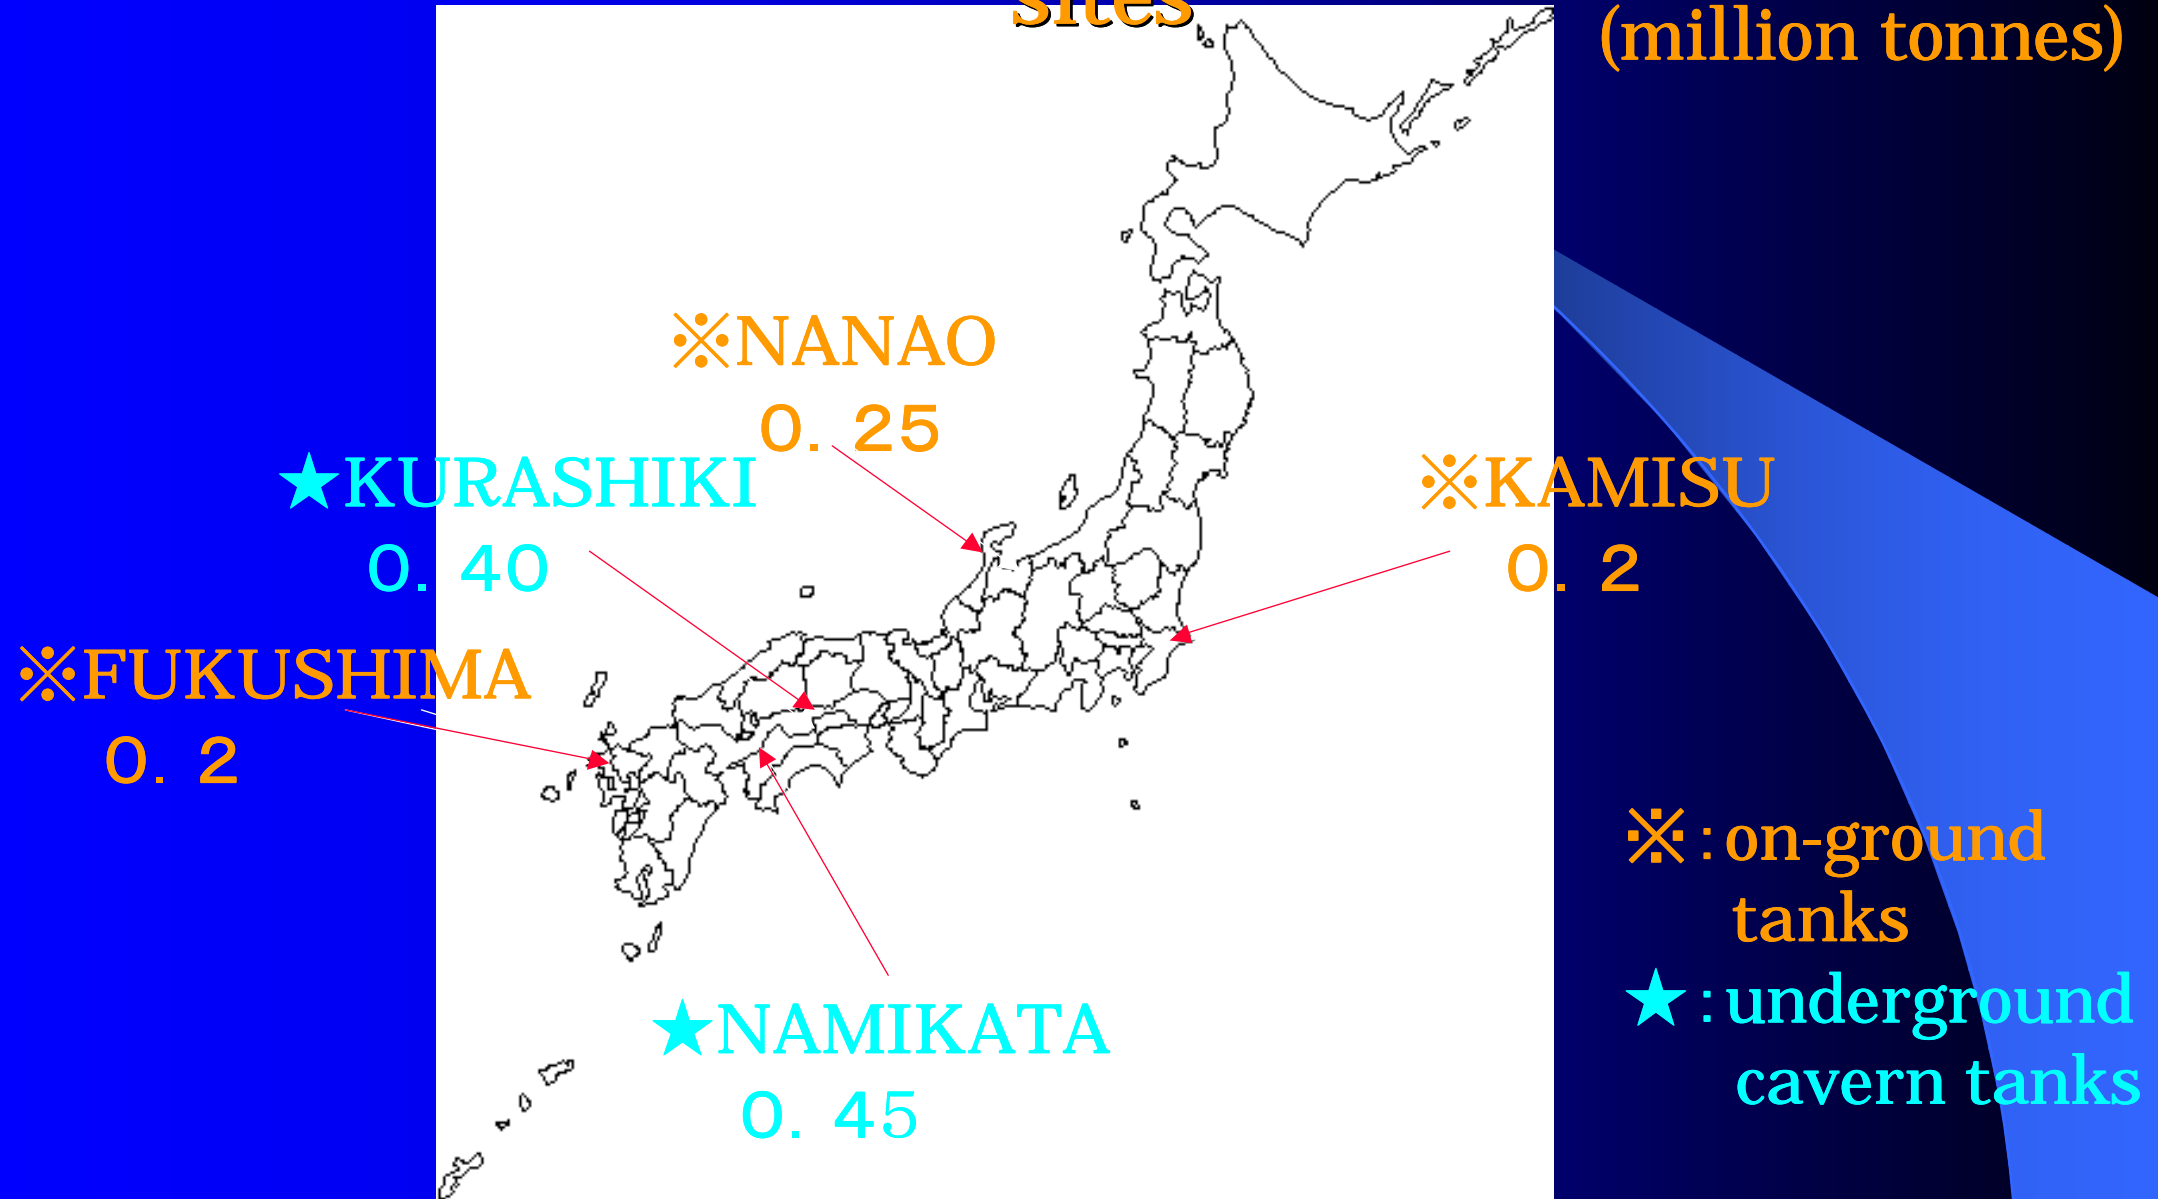 sites
(million tonnes)
※NANAO
0. 25
★KURASHIKI
0. 40
※KAMISU
0. 2
※FUKUSHIMA
0. 2
★NAMIKATA
0. 45
※:on-ground
tanks
★:underground
cavern tanks